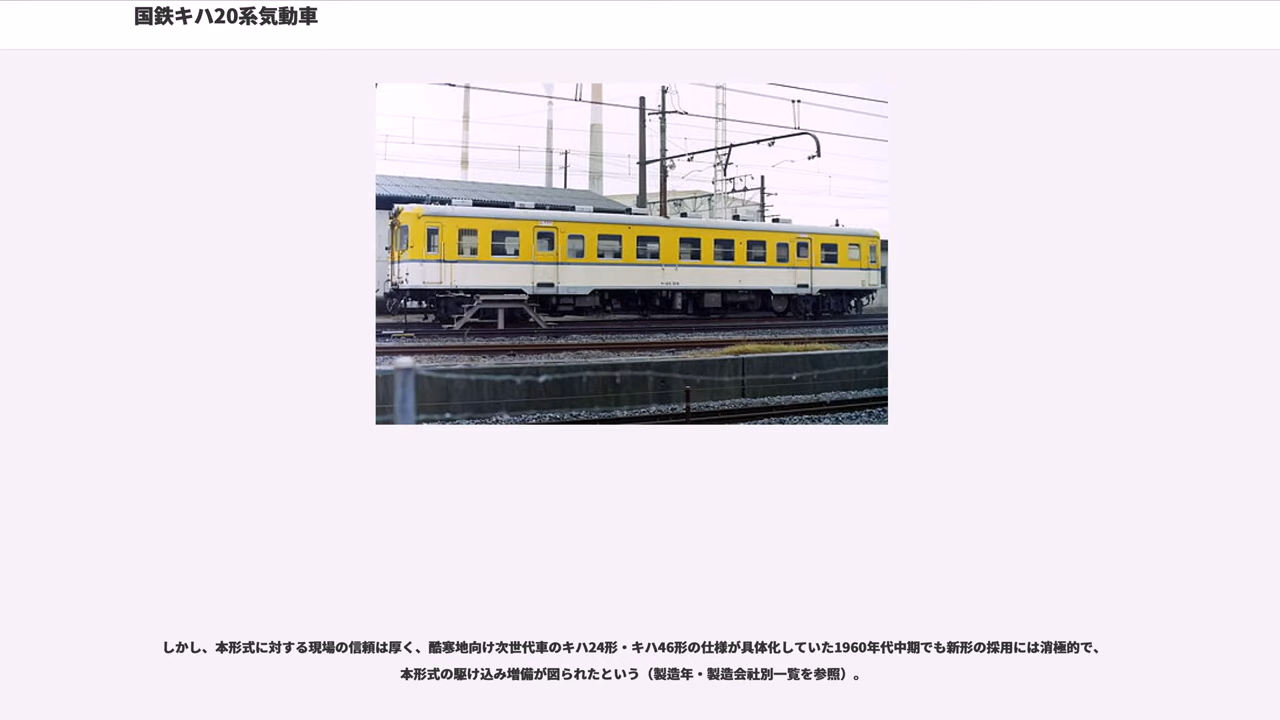 国鉄キハ20系気動車
しかし、本形式に対する現場の信頼は厚く、酷寒地向け次世代車のキハ24形・キハ46形の仕様が具体化していた1960年代中期でも新形の採用には消極的で、
本形式の駆け込み増備が図られたという（製造年・製造会社別一覧を参照）。